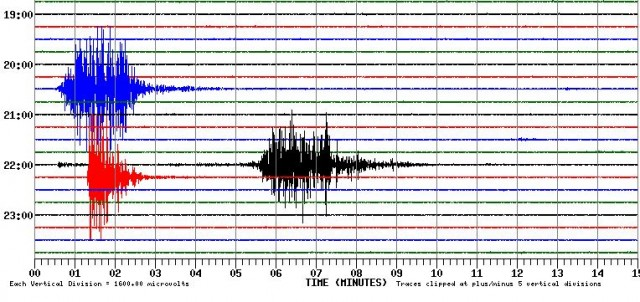 19:00
20:00
21:00
22:00
23:00
00 01 02 03 04 05 06 07 08 09 10 11 12 13 14 15
TIME (MINUTES)
Each Vertical Division = 1600.00 microvolts Traces clipped at plus/minus 5 vertical divisions